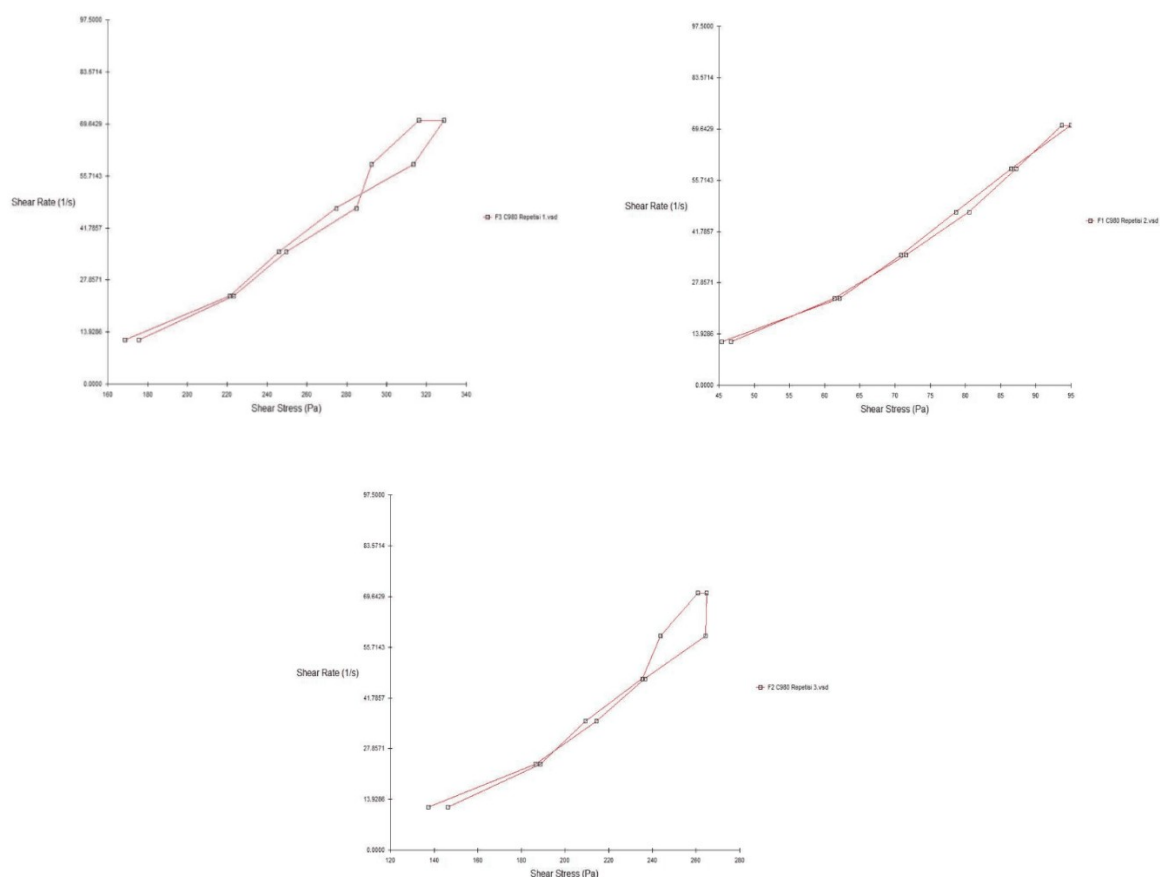 97.5000
83.5714
69.6429
55.7143
Shear Rate (1/s)
41.7857
27.8571
13.9286
0.0000
160 180 200 220 240 260 280 300 320 340
Shear Stress (Pa)
F3 C980 Repetisi 1.vsd
97.5000
83.5714
69.6429
55.7143
Shear Rate (1/s)
41.7857
27.8571
13.9286
0.0000
45 50 55 60 65 70 75 80 85 90 95
Shear Stress (Pa)
F1 C980 Repetisi 2.vsd
97.5000
83.5714
69.6429
55.7143
Shear Rate (1/s)
41.7857
27.8571
13.9286
0.0000
120 140 160 180 200 220 240 260 280
Shear Stress (Pa)
F2 C980 Repetisi 3.vsd